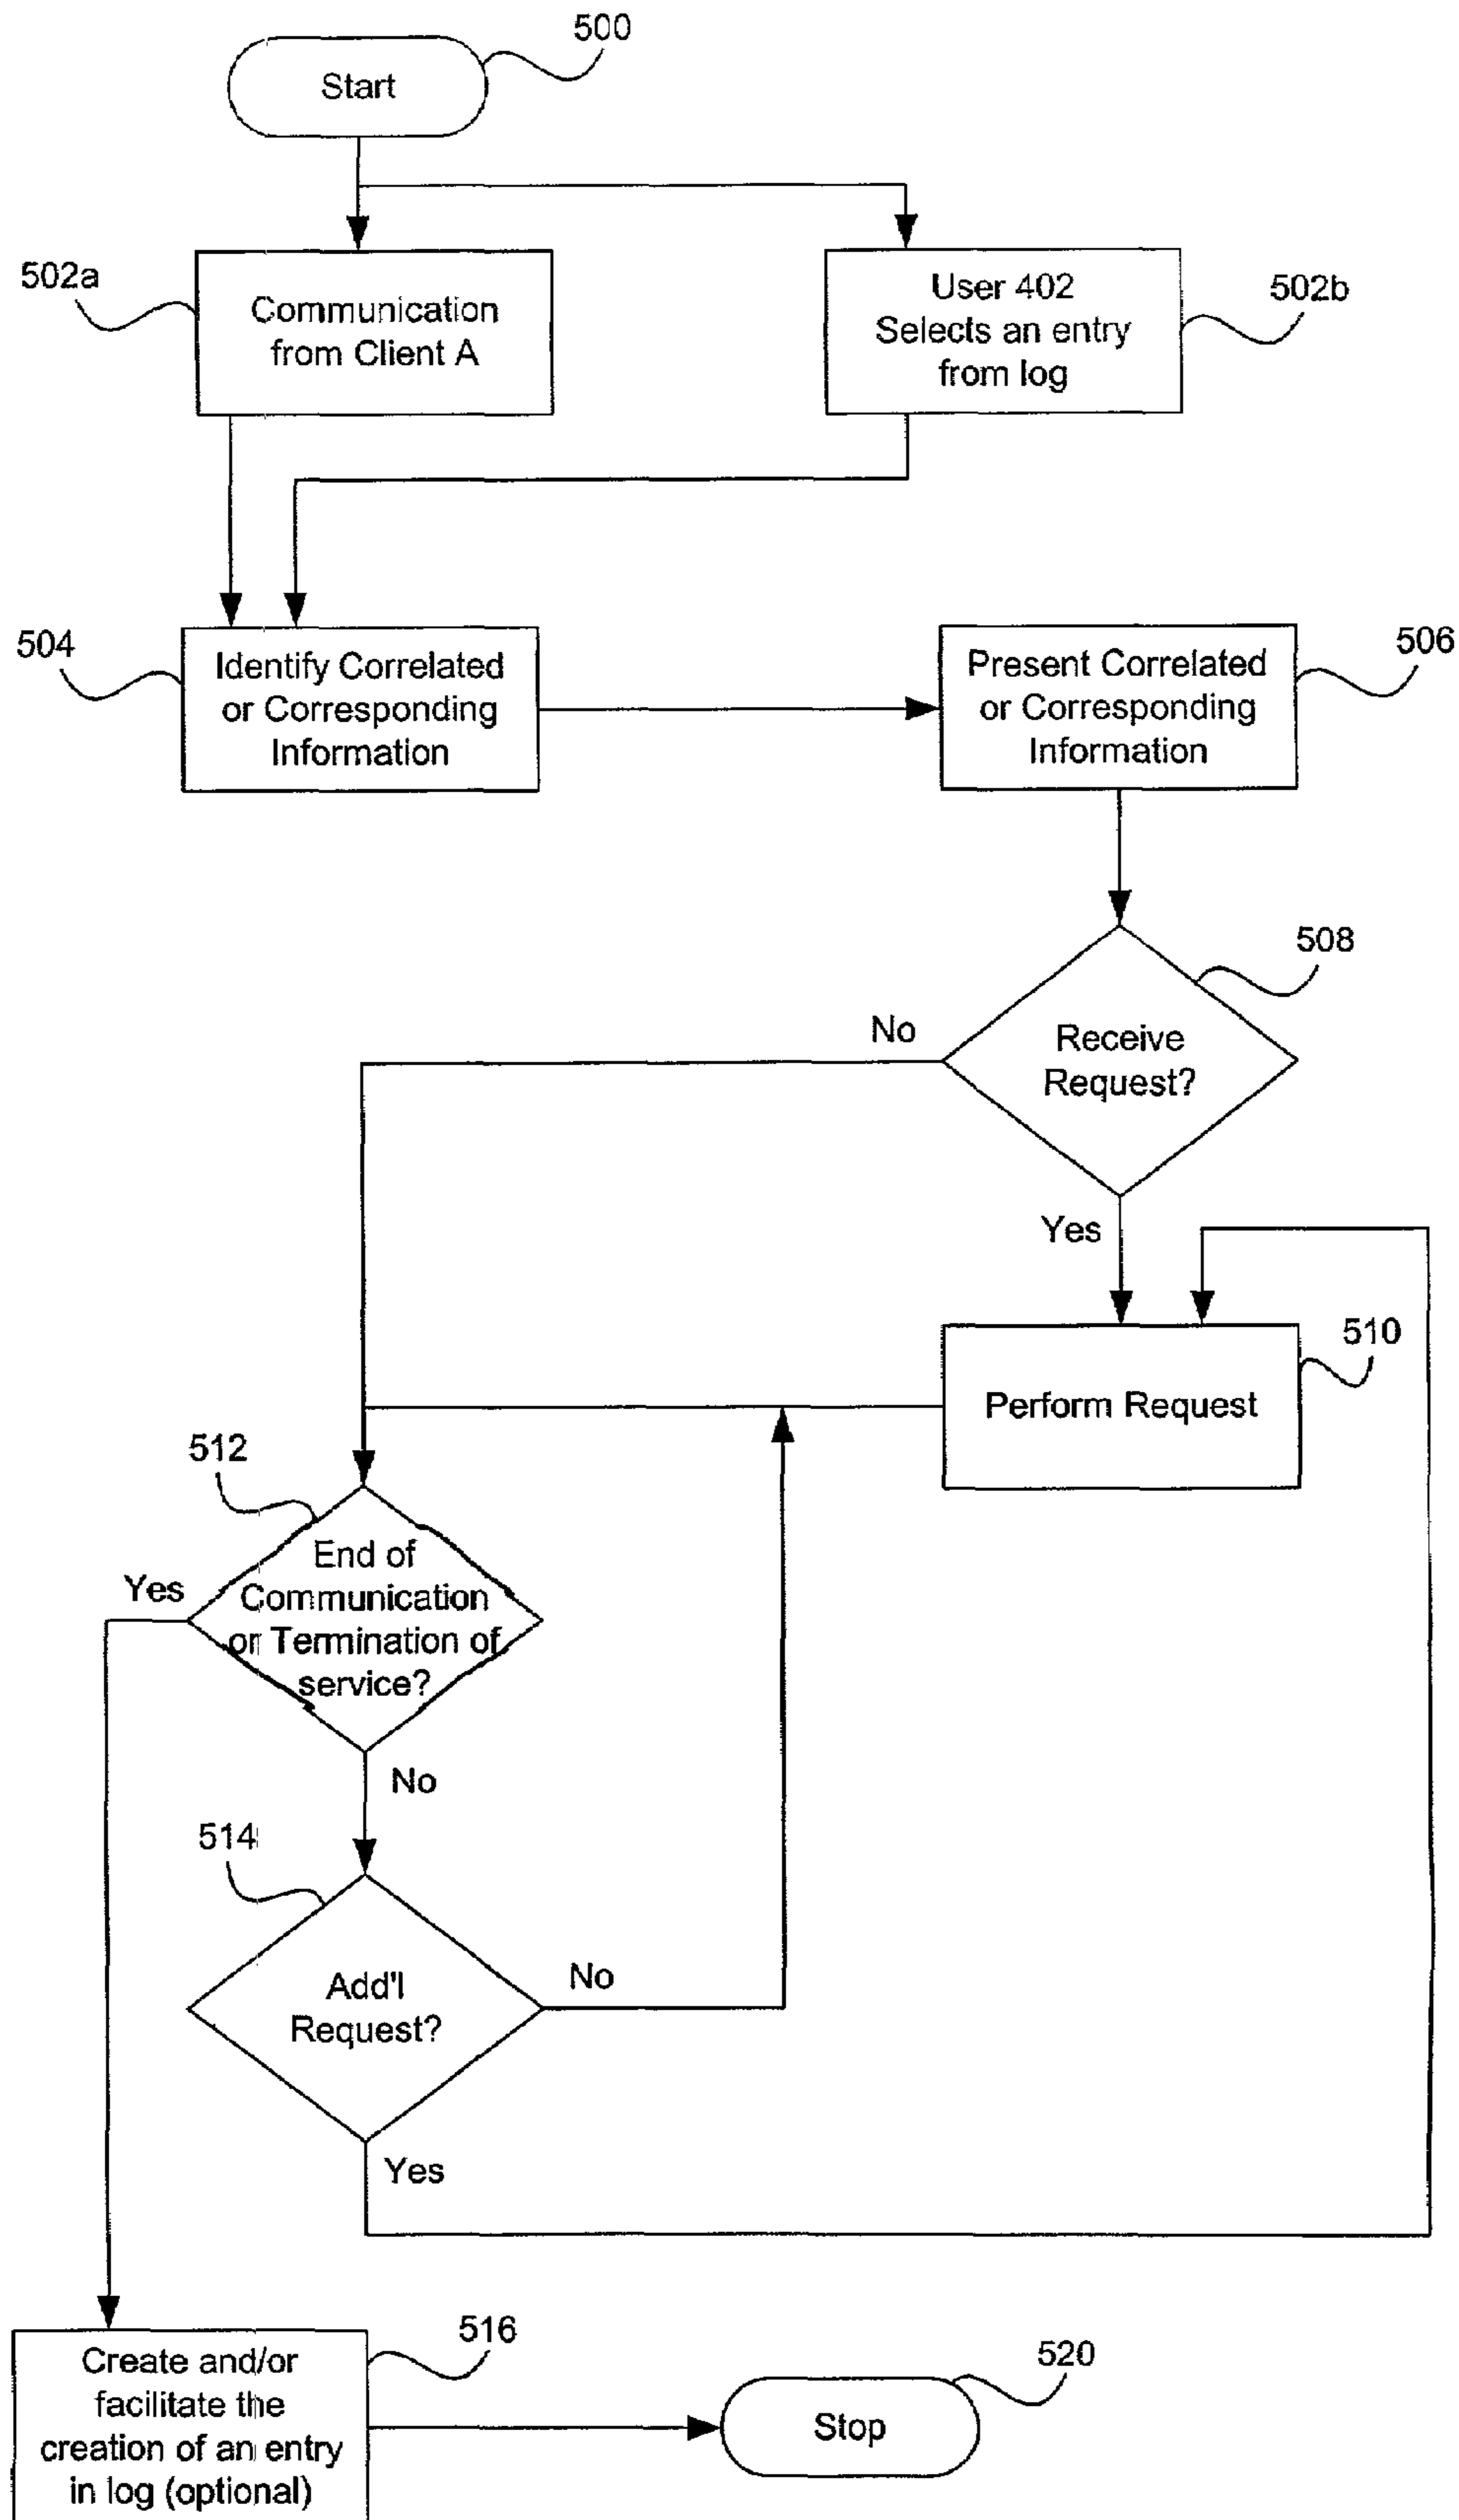 500
Start
502a
Communication
from Client A
User 402
Selects an entry
from log
502b
504
Identify Correlated
or Corresponding
Information
Present Correlated
or Corresponding
Information
506
508
No
Receive
Request?
Yes
510
Perform Request
512
Yes
End of
Communication
or Termination of
service?
No
514
Add'l
Request?
No
Yes
516
Create and/or
facilitate the
creation of an entry
in log (optional)
520
Stop